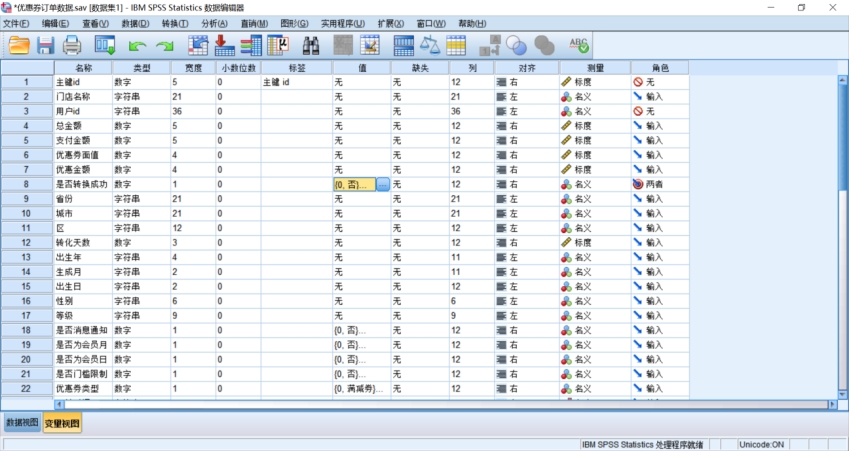 *优惠券订单数据.sav [数据集1] - IBM SPSS Statistics 数据编辑器
文件(F) 编辑(E) 查看(V) 数据(D) 转换(T) 分析(A) 直销(M) 图形(G) 实用程序(U) 扩展(X) 窗口(W) 帮助(H)
名称 类型 宽度 小数位数 标签 值 缺失 列 对齐 测量 角色
1 主键id 数字 5 0 主键 id 无 无 12 右 标度 无
2 门店名称 字符串 21 0 无 无 21 左 名义 输入
3 用户id 字符串 36 0 无 无 36 左 名义 无
4 总金额 数字 5 0 无 无 12 右 标度 输入
5 支付金额 数字 5 0 无 无 12 右 标度 输入
6 优惠券面值 数字 4 0 无 无 12 右 标度 输入
7 优惠金额 数字 4 0 无 无 12 右 标度 输入
8 是否转换成功 数字 1 0 {0, 否}... 无 12 右 名义 两者
9 省份 字符串 21 0 无 无 21 左 名义 输入
10 城市 字符串 21 0 无 无 21 左 名义 输入
11 区 字符串 12 0 无 无 12 左 名义 输入
12 转化天数 数字 3 0 无 无 12 右 标度 输入
13 出生年 字符串 4 0 无 无 11 左 名义 输入
14 生成月 字符串 2 0 无 无 11 左 名义 输入
15 出生日 字符串 2 0 无 无 12 左 名义 输入
16 性别 字符串 6 0 无 无 6 左 名义 输入
17 等级 字符串 9 0 无 无 9 左 名义 输入
18 是否消息通知 数字 1 0 {0, 否}... 无 12 右 名义 输入
19 是否为会员月 数字 1 0 {0, 否}... 无 12 右 名义 输入
20 是否为会员日 数字 1 0 {0, 否}... 无 12 右 名义 输入
21 是否门槛限制 数字 1 0 {0, 否}... 无 12 右 名义 输入
22 优惠券类型 数字 1 0 {0, 满减券}... 无 12 右 名义 输入
数据视图 变量视图
IBM SPSS Statistics 处理程序就绪 Unicode:ON